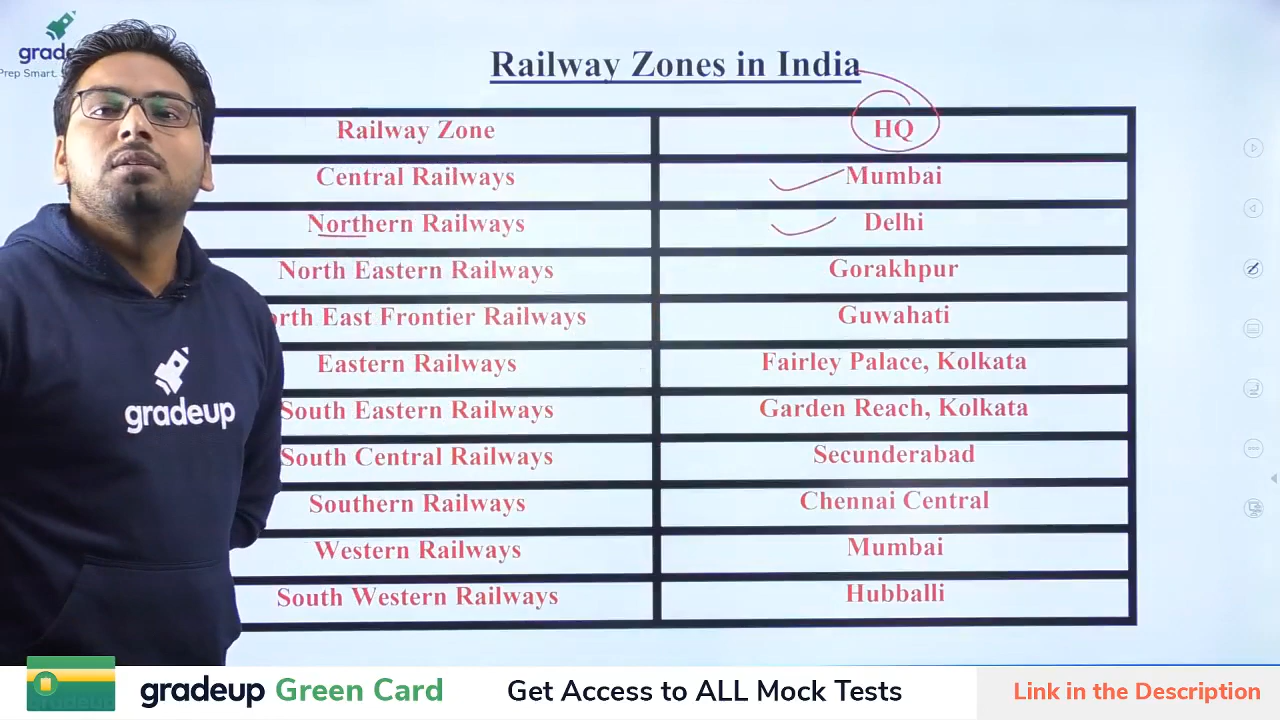 grade
Prep Smart. S
Railway Zones in India
Railway Zone HQ
Central Railways Mumbai
Northern Railways Delhi
North Eastern Railways Gorakhpur
orth East Frontier Railways Guwahati
Eastern Railways Fairley Palace, Kolkata
South Eastern Railways Garden Reach, Kolkata
South Central Railways Secunderabad
Southern Railways Chennai Central
Western Railways Mumbai
South Western Railways Hubballi
gradeup
gradeup Green Card Get Access to ALL Mock Tests Link in the Description